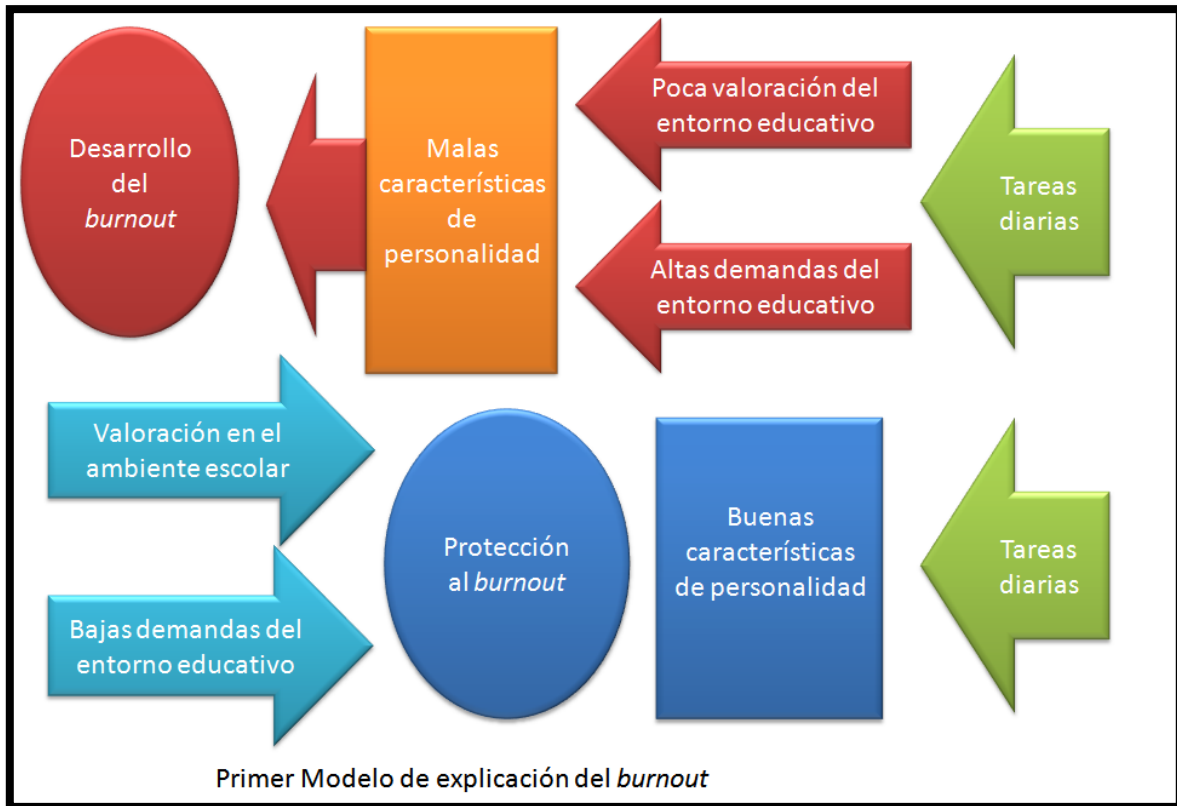 Desarrollo
del
burnout
Malas
características
de
personalidad
Poca valoración del
entorno educativo
Altas demandas del
entorno educativo
Tareas
diarias
Valoración en el
ambiente escolar
Bajas demandas del
entorno educativo
Protección
al burnout
Buenas
características
de personalidad
Tareas
diarias
Primer Modelo de explicación del burnout